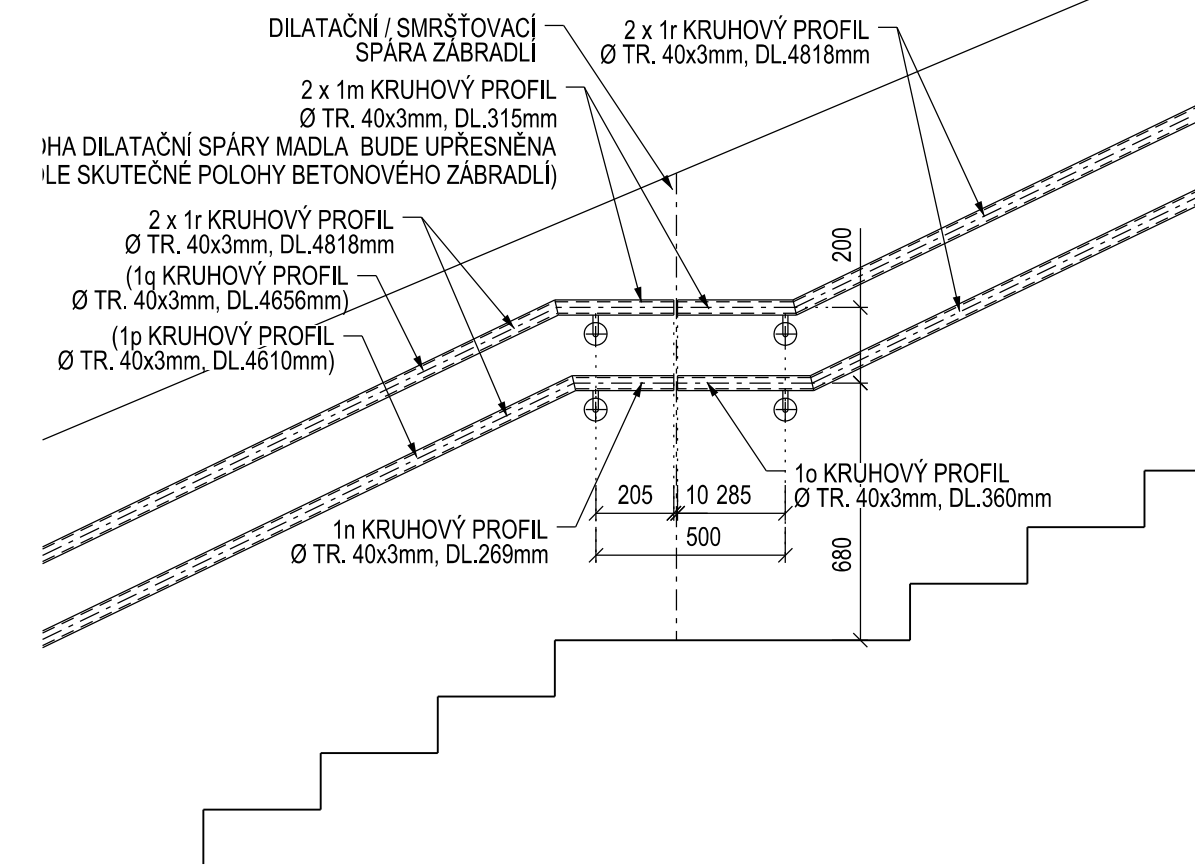 DILATAČNÍ / SMRŠŤOVACÍ
SPÁRA ZÁBRADLÍ
2 x 1r KRUHOVÝ PROFIL
Ø TR. 40x3mm, DL.4818mm
2 x 1m KRUHOVÝ PROFIL
Ø TR. 40x3mm, DL.315mm
DILATAČNÍ SPÁRY MADLA BUDE UPŘESNĚNA
SKUTEČNÉ POLOHY BETONOVÉHO ZÁBRADLÍ)
2 x 1r KRUHOVÝ PROFIL
Ø TR. 40x3mm, DL.4818mm
(1q KRUHOVÝ PROFIL
Ø TR. 40x3mm, DL.4656mm)
(1p KRUHOVÝ PROFIL
Ø TR. 40x3mm, DL.4610mm)
200
1o KRUHOVÝ PROFIL
Ø TR. 40x3mm, DL.360mm
205 10 285
500
1n KRUHOVÝ PROFIL
Ø TR. 40x3mm, DL.269mm
680